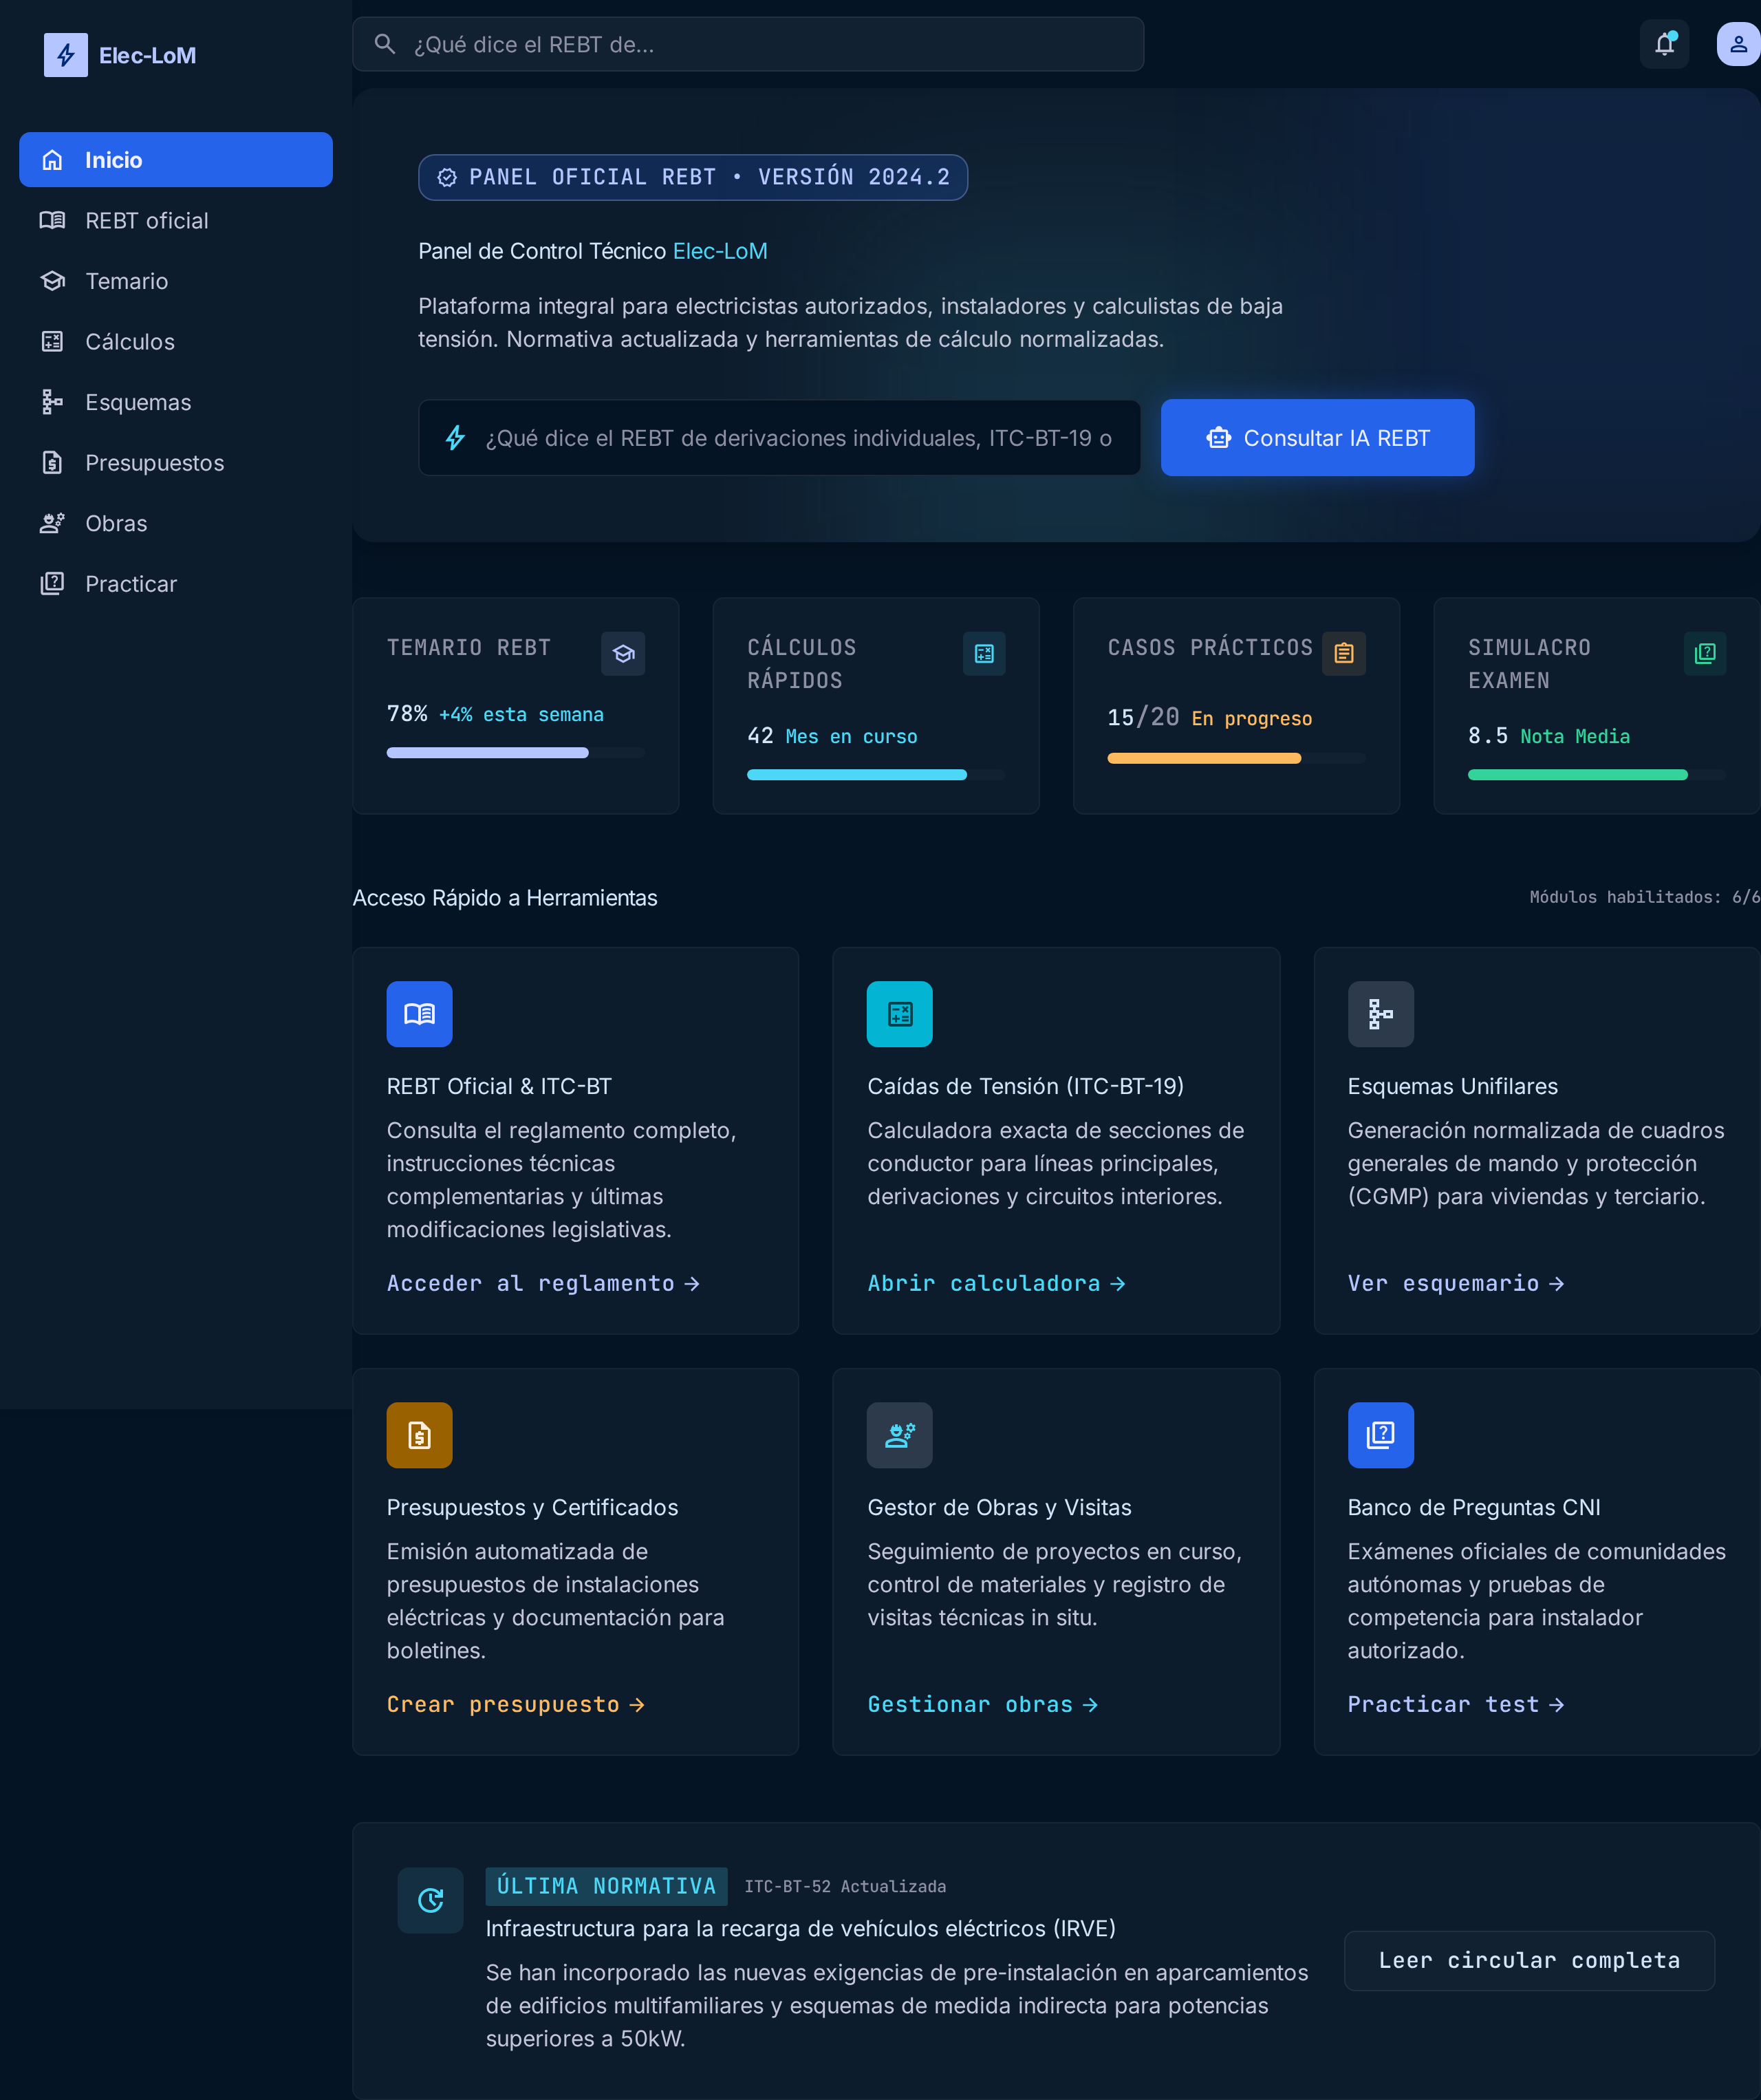 Elec-LoM
¿Qué dice el REBT de...
Inicio
REBT oficial
Temario
Cálculos
Esquemas
Presupuestos
Obras
Practicar
PANEL OFICIAL REBT • VERSIÓN 2024.2
Panel de Control Técnico Elec-LoM
Plataforma integral para electricistas autorizados, instaladores y calculistas de baja
tensión. Normativa actualizada y herramientas de cálculo normalizadas.
¿Qué dice el REBT de derivaciones individuales, ITC-BT-19 o
Consultar IA REBT
TEMARIO REBT
78% +4% esta semana
CÁLCULOS
RÁPIDOS
42 Mes en curso
CASOS PRÁCTICOS
15/20 En progreso
SIMULACRO
EXAMEN
8.5 Nota Media
Acceso Rápido a Herramientas
Módulos habilitados: 6/6
REBT Oficial & ITC-BT
Consulta el reglamento completo,
instrucciones técnicas
complementarias y últimas
modificaciones legislativas.
Acceder al reglamento →
Caídas de Tensión (ITC-BT-19)
Calculadora exacta de secciones de
conductor para líneas principales,
derivaciones y circuitos interiores.
Abrir calculadora →
Esquemas Unifilares
Generación normalizada de cuadros
generales de mando y protección
(CGMP) para viviendas y terciario.
Ver esquemario →
Presupuestos y Certificados
Emisión automatizada de
presupuestos de instalaciones
eléctricas y documentación para
boletines.
Crear presupuesto →
Gestor de Obras y Visitas
Seguimiento de proyectos en curso,
control de materiales y registro de
visitas técnicas in situ.
Gestionar obras →
Banco de Preguntas CNI
Exámenes oficiales de comunidades
autónomas y pruebas de
competencia para instalador
autorizado.
Practicar test →
ÚLTIMA NORMATIVA
ITC-BT-52 Actualizada
Infraestructura para la recarga de vehículos eléctricos (IRVE)
Se han incorporado las nuevas exigencias de pre-instalación en aparcamientos
de edificios multifamiliares y esquemas de medida indirecta para potencias
superiores a 50kW.
Leer circular completa